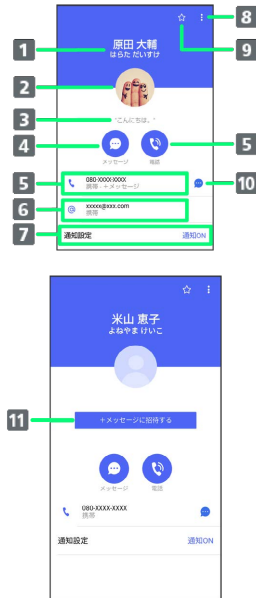 8
1
原田 大輔
はらた だいすけ
9
2
3
"こんにちは。"
4
5
メッセージ
電話
5
080-XXXX-XXXX
携帯・+メッセージ
10
6
xxxxx@xxx.com
携帯
7
通知設定
通知ON
米山 恵子
よねやま けいこ
11
+メッセージに招待する
メッセージ
電話
080-XXXX-XXXX
携帯
通知設定
通知ON